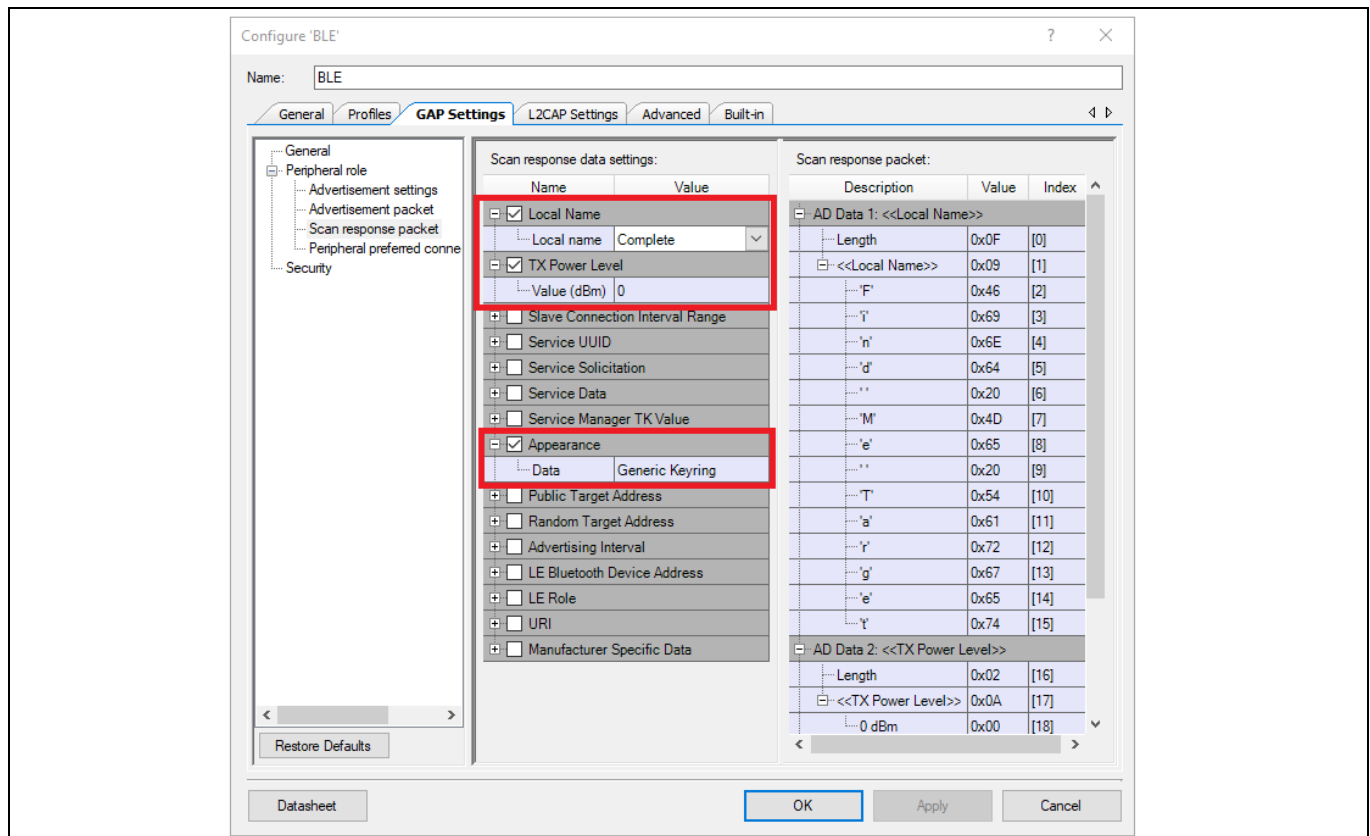 Configure 'BLE'
Name: BLE
General Profiles GAP Settings L2CAP Settings Advanced Built-in
General
Peripheral role
Advertisement settings
Advertisement packet
Scan response packet
Peripheral preferred conne
Security
Restore Defaults
Scan response data settings:
Name Value
Local Name
Local name Complete
TX Power Level
Value (dBm) 0
Slave Connection Interval Range
Service UUID
Service Solicitation
Service Data
Service Manager TK Value
Appearance
Data Generic Keyring
Public Target Address
Random Target Address
Advertising Interval
LE Bluetooth Device Address
LE Role
URI
Manufacturer Specific Data
Scan response packet:
Description Value Index
AD Data 1: <<Local Name>>
Length 0x0F [0]
<<Local Name>> 0x09 [1]
'F' 0x46 [2]
'i' 0x69 [3]
'n' 0x6E [4]
'd' 0x64 [5]
' ' 0x20 [6]
'M' 0x4D [7]
'e' 0x65 [8]
' ' 0x20 [9]
'T' 0x54 [10]
'a' 0x61 [11]
'r' 0x72 [12]
'g' 0x67 [13]
'e' 0x65 [14]
't' 0x74 [15]
AD Data 2: <<TX Power Level>>
Length 0x02 [16]
<<TX Power Level>> 0x0A [17]
0 dBm 0x00 [18]
Datasheet OK Apply Cancel